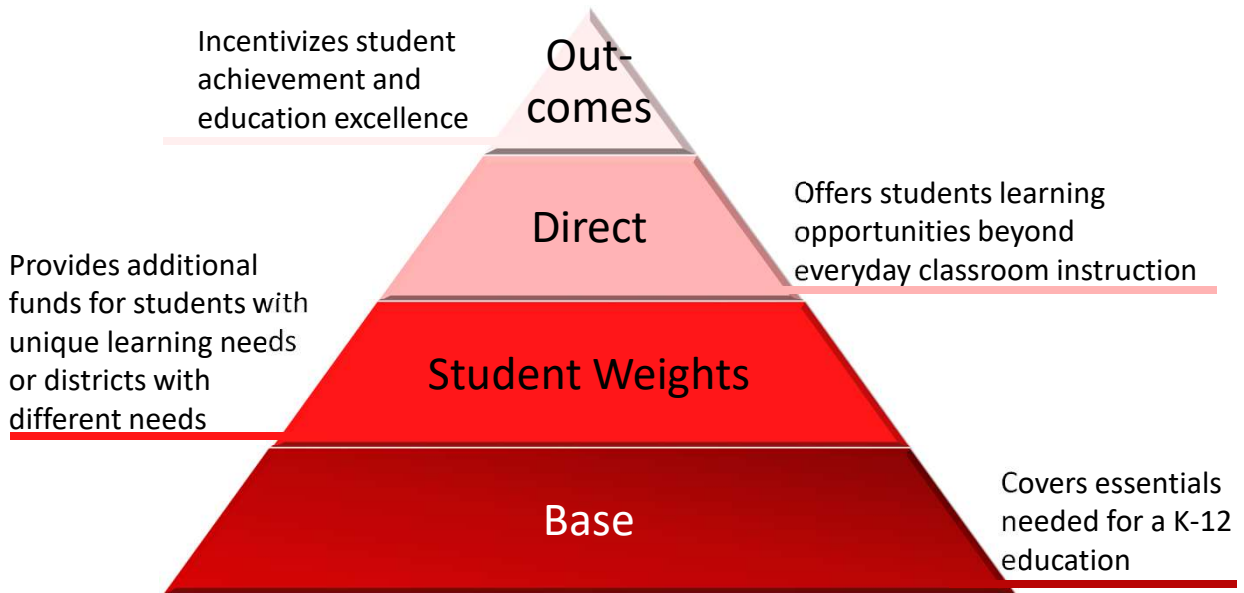 Incentivizes student
achievement and
education excellence
Out-
comes
Direct
Offers students learning
opportunities beyond
everyday classroom instruction
Provides additional
funds for students with
unique learning needs
or districts with
different needs
Student Weights
Base
Covers essentials
needed for a K-12
education